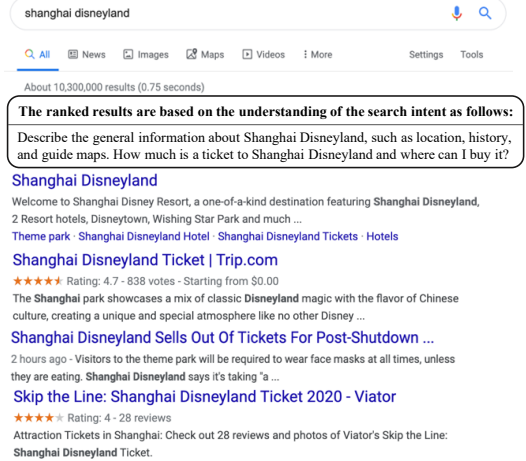 shanghai disneyland
All News Images Maps Videos More Settings Tools
About 10,300,000 results (0.75 seconds)
The ranked results are based on the understanding of the search intent as follows:
Describe the general information about Shanghai Disneyland, such as location, history,
and guide maps. How much is a ticket to Shanghai Disneyland and where can I buy it?
Shanghai Disneyland
Welcome to Shanghai Disney Resort, a one-of-a-kind destination featuring Shanghai Disneyland,
2 Resort hotels, Disneytown, Wishing Star Park and much ...
Theme park · Shanghai Disneyland Hotel · Shanghai Disneyland Tickets · Hotels
Shanghai Disneyland Ticket | Trip.com
Rating: 4.7 - 838 votes - Starting from $0.00
The Shanghai park showcases a mix of classic Disneyland magic with the flavor of Chinese
culture, creating a unique and special atmosphere like no other Disney ...
Shanghai Disneyland Sells Out Of Tickets For Post-Shutdown ...
2 hours ago - Visitors to the theme park will be required to wear face masks at all times, unless
they are eating. Shanghai Disneyland says it's taking "a ...
Skip the Line: Shanghai Disneyland Ticket 2020 - Viator
Rating: 4 - 28 reviews
Attraction Tickets in Shanghai: Check out 28 reviews and photos of Viator's Skip the Line:
Shanghai Disneyland Ticket.